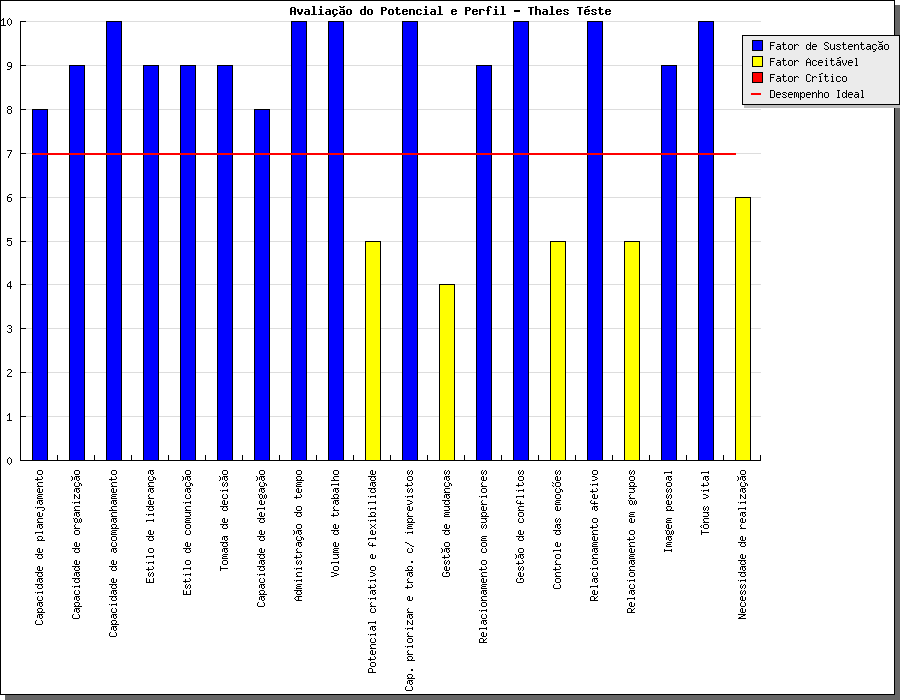 Avaliação do Potencial e Perfil - Thales Téste
10
9
8
7
6
5
4
3
2
1
0
Fator de Sustentação
Fator Aceitável
Fator Crítico
Desempenho Ideal
Capacidade de planejamento
Capacidade de organização
Capacidade de acompanhamento
Estilo de liderança
Estilo de comunicação
Tomada de decisão
Capacidade de delegação
Administração do tempo
Volume de trabalho
Potencial criativo e flexibilidade
Cap. priorizar e trab. c/ imprevistos
Gestão de mudanças
Relacionamento com superiores
Gestão de conflitos
Controle das emoções
Relacionamento afetivo
Relacionamento em grupos
Imagem pessoal
Tônus vital
Necessidade de realização